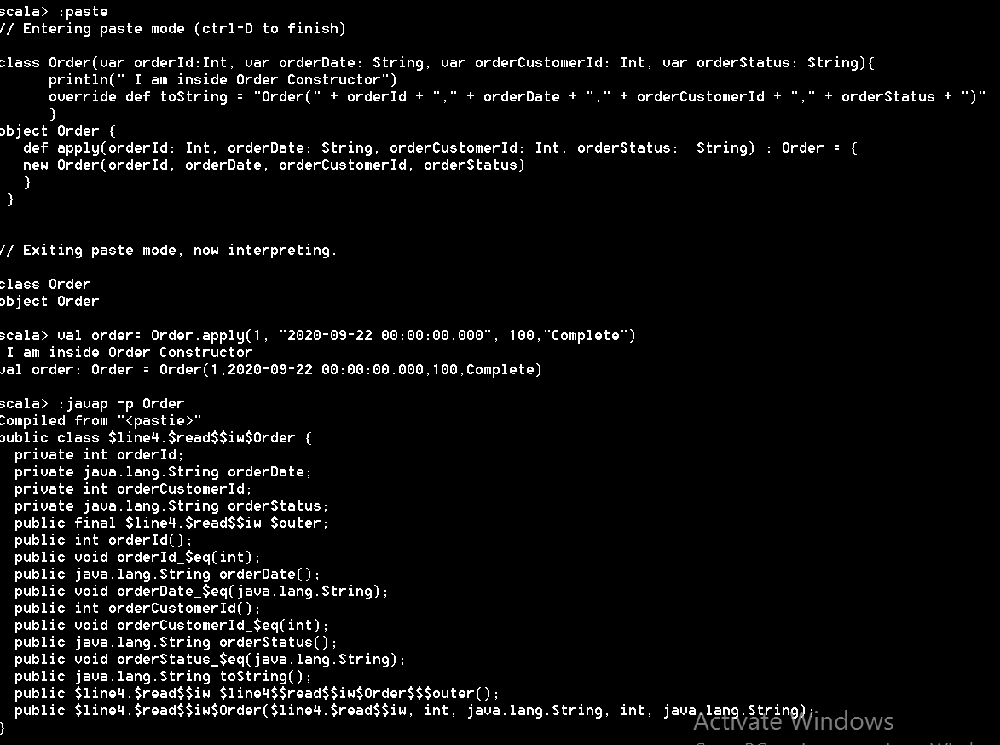 scala> :paste
// Entering paste mode (ctrl-D to finish)
class Order(var orderId:Int, var orderDate: String, var orderCustomerId: Int, var orderStatus: String){
println(" I am inside Order Constructor")
override def toString = "Order(" + orderId + "," + orderDate + "," + orderCustomerId + "," + orderStatus + ")"
}
object Order {
def apply(orderId: Int, orderDate: String, orderCustomerId: Int, orderStatus:  String) : Order = {
new Order(orderId, orderDate, orderCustomerId, orderStatus)
}
}
// Exiting paste mode, now interpreting.
class Order
object Order
scala> val order= Order.apply(1, "2020-09-22 00:00:00.000", 100,"Complete")
I am inside Order Constructor
val order: Order = Order(1,2020-09-22 00:00:00.000,100,Complete)
scala> :javap -p Order
Compiled from "<pastie>"
public class $line4.$read$$iw$Order {
private int orderId;
private java.lang.String orderDate;
private int orderCustomerId;
private java.lang.String orderStatus;
public final $line4.$read$$iw $outer;
public int orderId();
public void orderId_$eq(int);
public java.lang.String orderDate();
public void orderDate_$eq(java.lang.String);
public int orderCustomerId();
public void orderCustomerId_$eq(int);
public java.lang.String orderStatus();
public void orderStatus_$eq(java.lang.String);
public java.lang.String toString();
public $line4.$read$$iw $line4$$read$$iw$Order$$$outer();
public $line4.$read$$iw$Order($line4.$read$$iw, int, java.lang.String, int, java.lang.String);
}
Activate Windows